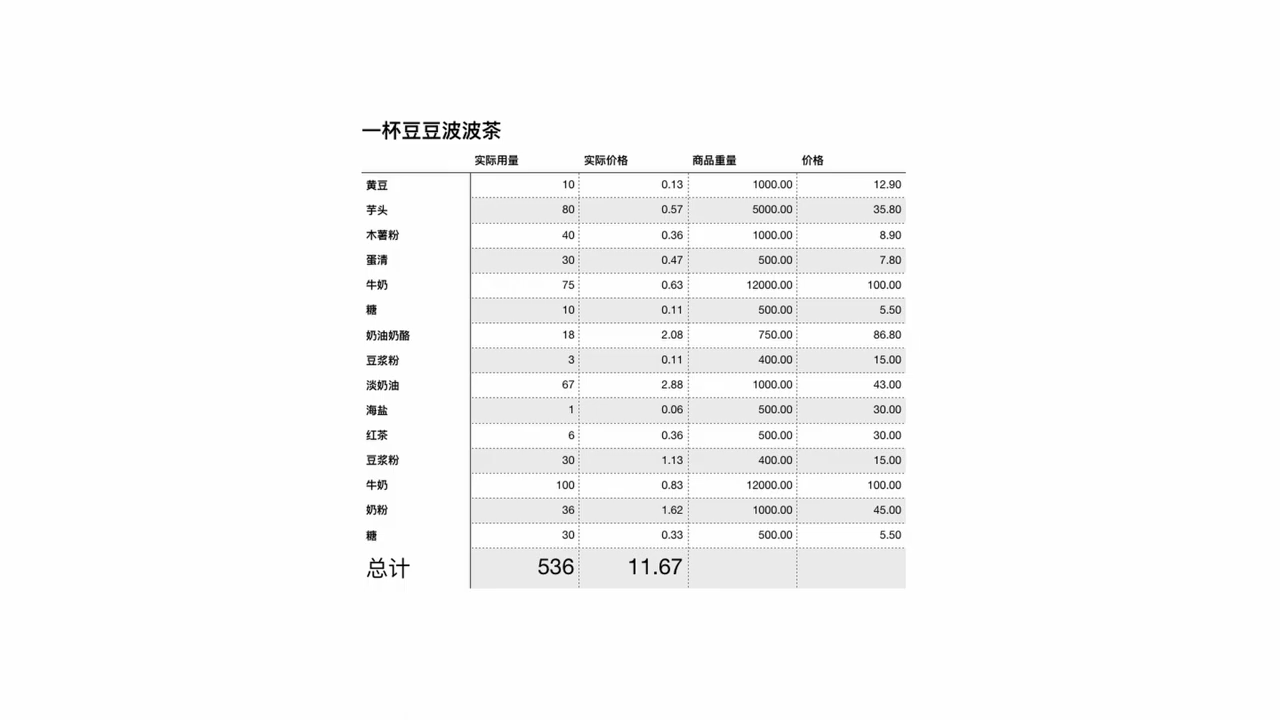 一杯豆豆波波茶
实际用量 实际价格 商品重量 价格
黄豆 10 0.13 1000.00 12.90
芋头 80 0.57 5000.00 35.80
木薯粉 40 0.36 1000.00 8.90
蛋清 30 0.47 500.00 7.80
牛奶 75 0.63 12000.00 100.00
糖 10 0.11 500.00 5.50
奶油奶酪 18 2.08 750.00 86.80
豆浆粉 3 0.11 400.00 15.00
淡奶油 67 2.88 1000.00 43.00
海盐 1 0.06 500.00 30.00
红茶 6 0.36 500.00 30.00
豆浆粉 30 1.13 400.00 15.00
牛奶 100 0.83 12000.00 100.00
奶粉 36 1.62 1000.00 45.00
糖 30 0.33 500.00 5.50
总计 536 11.67